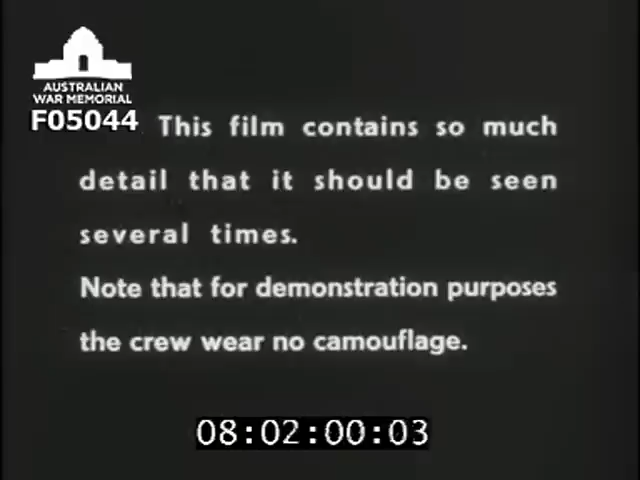 AUSTRALIAN
WAR MEMORIAL
F05044
This film contains so much
detail that it should be seen
several times.
Note that for demonstration purposes
the crew wear no camouflage.
08:02:00:03